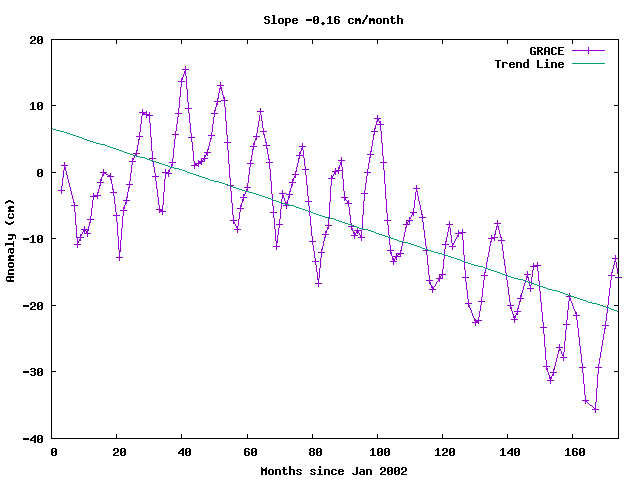 Slope -0.16 cm/month
GRACE
Trend Line
20
10
0
-10
-20
-30
-40
Anomaly (cm)
0 20 40 60 80 100 120 140 160
Months since Jan 2002